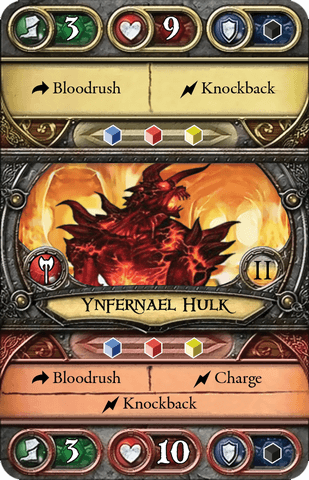 3 9
Bloodrush Knockback
II
Ynfernael Hulk
Bloodrush Charge
Knockback
3 10